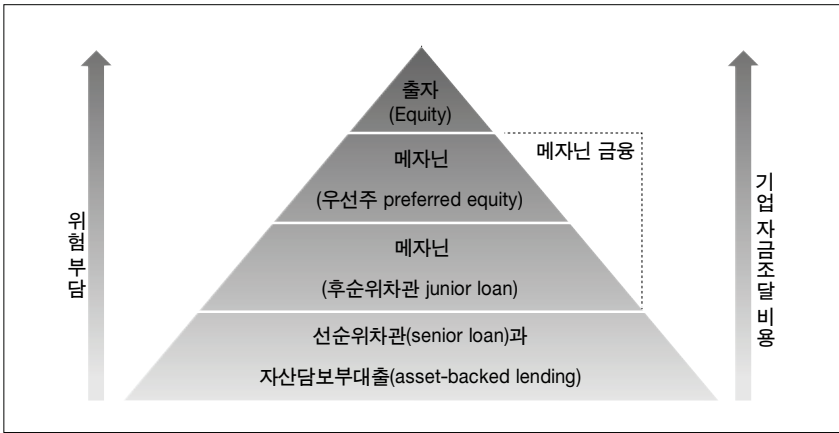 출자
(Equity)
메자닌 금융
메자닌
(우선주 preferred equity)
메자닌
(후순위차관 junior loan)
선순위차관(senior loan)과
자산담보부대출(asset-backed lending)
위험 부담
기업 자금조달 비용